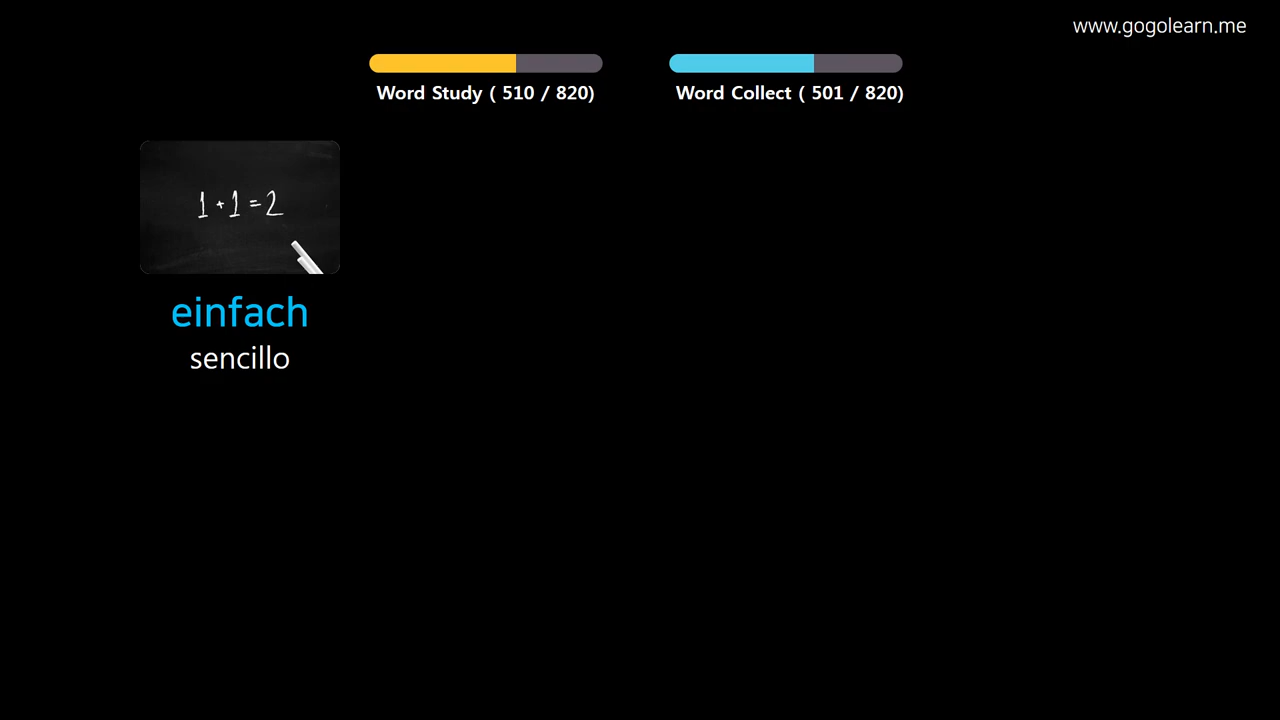 www.gogolearn.me
Word Study ( 510 / 820)
Word Collect ( 501 / 820)
1+1=2
einfach
sencillo